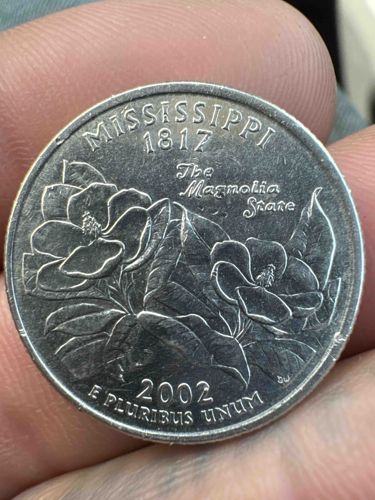 MISSISSIPPI
1817
The
Magnolia
State
2002
E PLURIBUS UNUM